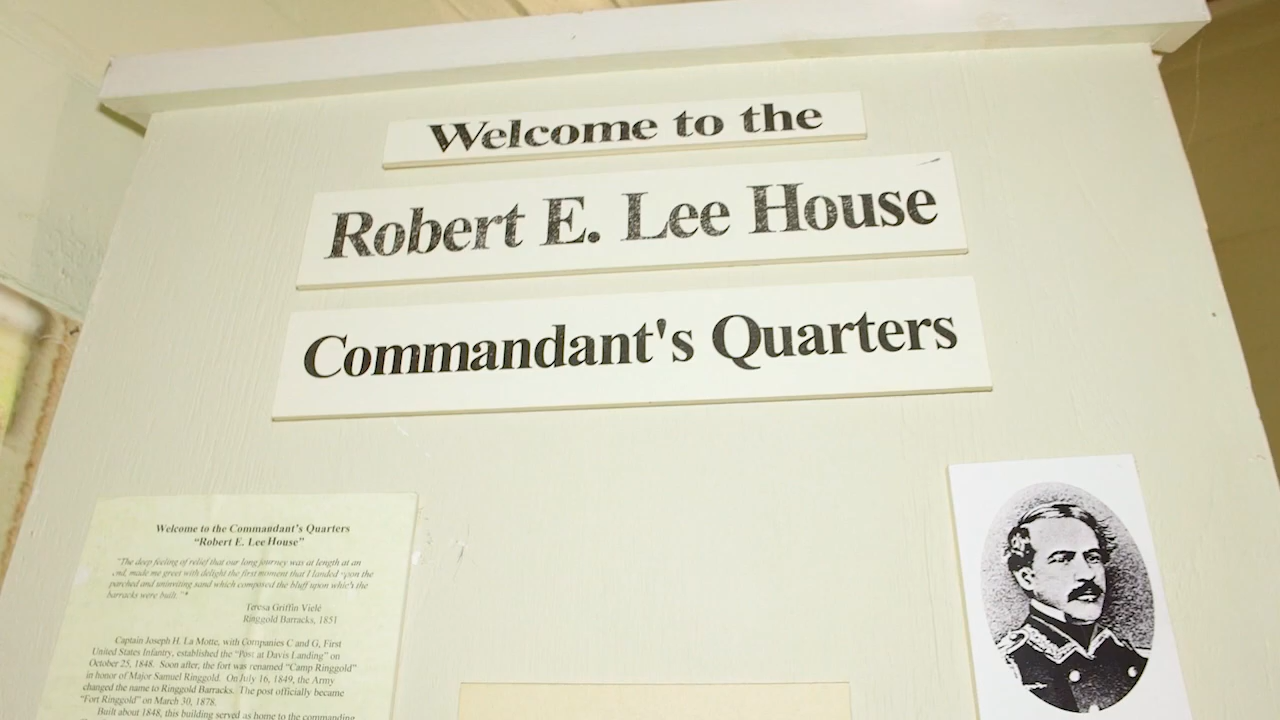 Welcome to the
Robert E. Lee House
Commandant's Quarters
Welcome to the Commandant's Quarters
"Robert E. Lee House"
"The deep feeling of relief that our long journey was at length at an
end, made me greet with delight the first moment that I landed upon the
parched and uninviting sand which composed the bluff upon which the
barracks were built."*
Teresa Griffin Vielé
Ringgold Barracks, 1851
Captain Joseph H. La Motte, with Companies C and G, First
United States Infantry, established the "Post at Davis Landing" on
October 25, 1848. Soon after, the fort was renamed "Camp Ringgold"
in honor of Major Samuel Ringgold. On July 16, 1849, the Army
changed the name to Ringgold Barracks. The post officially became
"Fort Ringgold" on March 30, 1878.
Built about 1848, this building served as home to the commanding